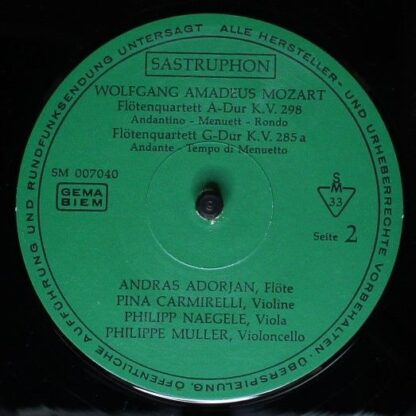 ALLE HERSTELLER- UND URHEBERRECHTE VORBEHALTEN · ÜBERSPIELUNG, ÖFFENTLICHE AUFFÜHRUNG UND RUNDFUNKSENDUNG UNTERSAGT ·
SASTRUPHON
WOLFGANG AMADEUS MOZART
Flötenquartett A-Dur K.V. 298
Andantino - Menuett - Rondo
Flötenquartett G-Dur K.V. 285 a
Andante - Tempo di Menuetto
SM 007040
GEMA
BIEM
S
M
33
Seite 2
ANDRAS ADORJAN, Flöte
PINA CARMIRELLI, Violine
PHILIPP NAEGELE, Viola
PHILIPPE MULLER, Violoncello